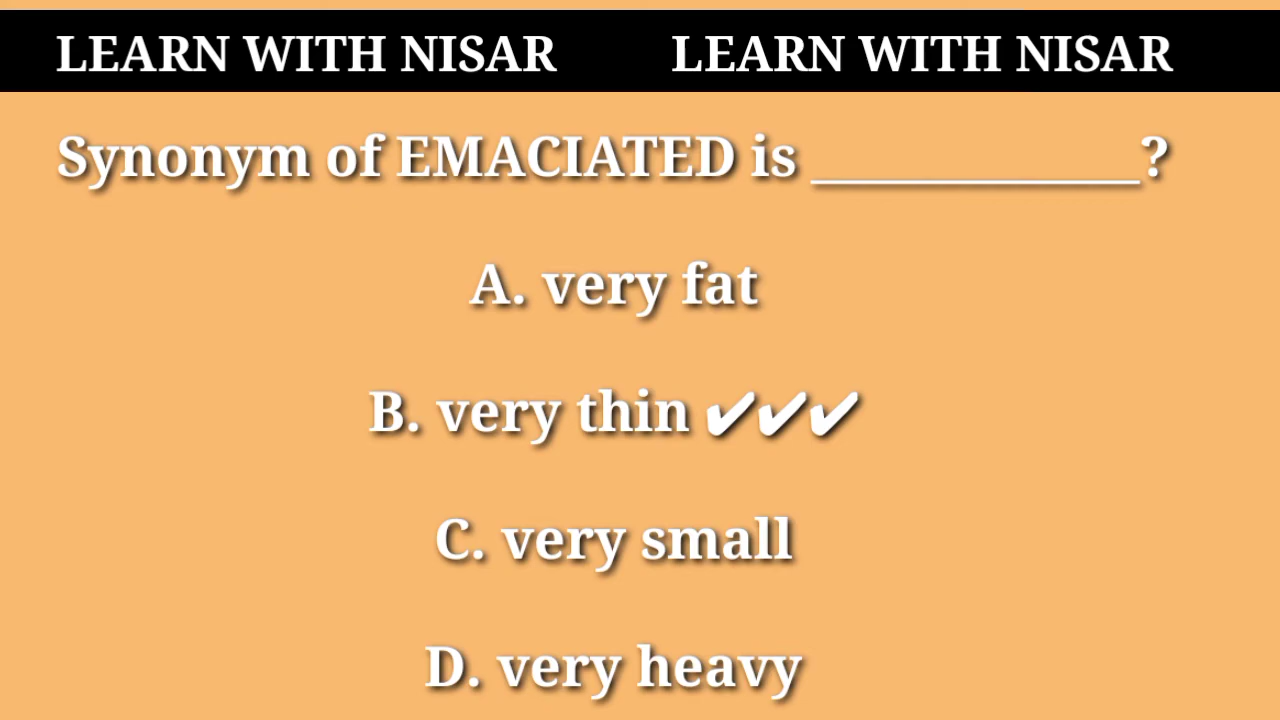 LEARN WITH NISAR LEARN WITH NISAR
Synonym of EMACIATED is ____________?
A. very fat
B. very thin ✔✔✔
C. very small
D. very heavy